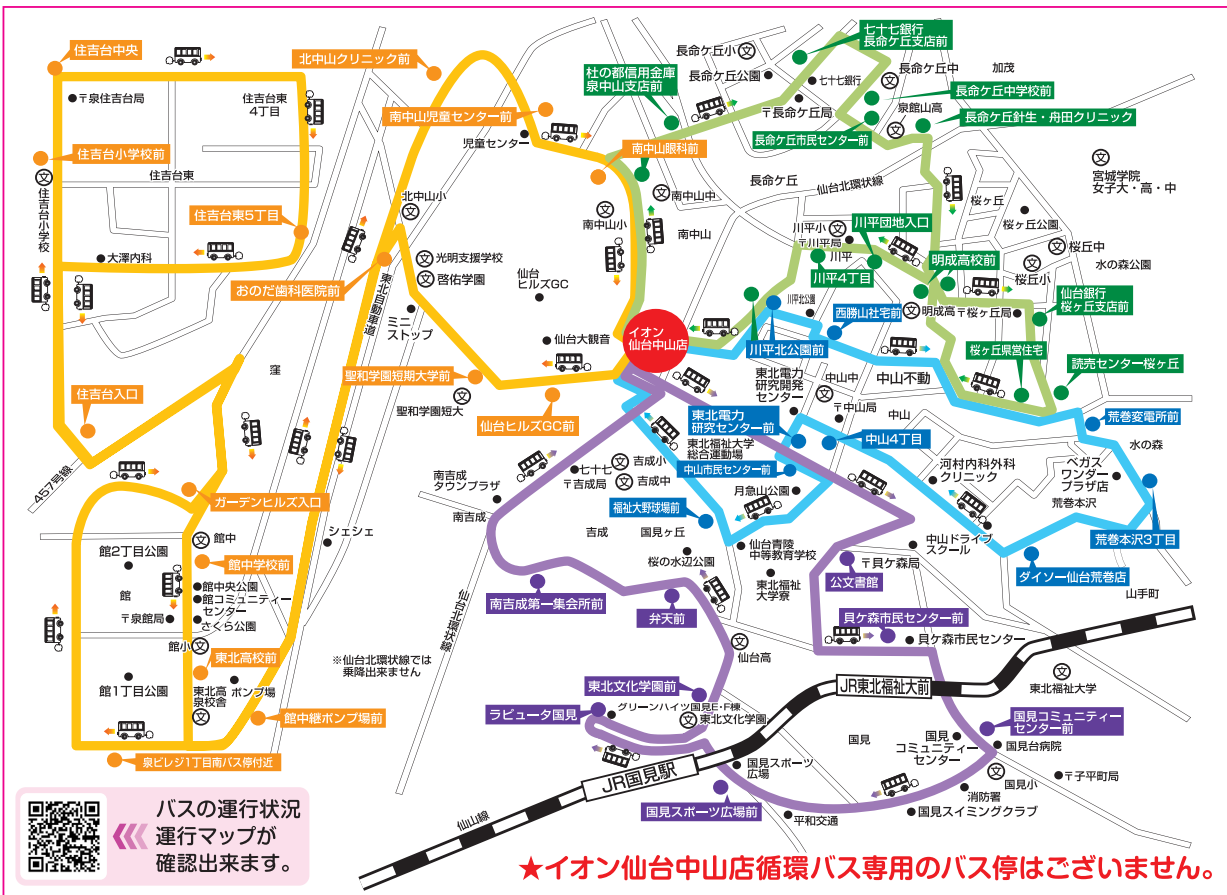 住吉台中央
〒泉住吉台局
住吉台東
4丁目
住吉台小学校前
住吉台東
住吉台小学校
住吉台東5丁目
大澤内科
おのだ歯科医院前
住吉台入口
457号線
窪
ガーデンヒルズ入口
館中
館2丁目公園
館中学校前
館
館中央公園
館コミュニティー
センター
さくら公園
〒泉館局
館小
東北高校前
館1丁目公園
東北高
泉校舎
ポンプ場
館中継ポンプ場前
泉ビレジ1丁目南バス停付近
北中山クリニック前
南中山児童センター前
児童センター
南中山眼科前
北中山小
光明支援学校
啓佑学園
東北自動車道
ミニ
ストップ
仙台
ヒルズGC
仙台大観音
聖和学園短期大学前
聖和学園短大
仙台ヒルズGC前
シェシェ
仙台北環状線
※仙台北環状線では
乗降出来ません
イオン
仙台中山店
杜の都信用金庫
泉中山支店前
長命ケ丘小
長命ケ丘公園
七十七銀行
長命ケ丘支店前
七十七銀行
〒長命ケ丘局
長命ケ丘中
加茂
長命ケ丘中学校前
泉館山高
長命ケ丘市民センター前
長命ケ丘針生・舟田クリニック
宮城学院
女子大・高・中
長命ケ丘
仙台北環状線
南中山中
南中山小
南中山
川平小
〒川平局
川平団地入口
川平
川平4丁目
川平北公園
川平北公園前
西勝山社宅前
明成高校前
明成高
桜ヶ丘
桜ヶ丘公園
桜丘中
桜丘小
水の森公園
〒桜ヶ丘局
仙台銀行
桜ヶ丘支店前
桜ヶ丘県営住宅
読売センター桜ヶ丘
東北電力
研究開発
センター
中山中
中山不動
〒中山局
中山
東北電力
研究センター前
中山4丁目
東北福祉大学
総合運動場
中山市民センター前
月急山公園
福祉大野球場前
荒巻変電所前
水の森
河村内科外科
クリニック
ベガス
ワンダー
プラザ店
荒巻本沢
荒巻本沢3丁目
中山ドライブ
スクール
ダイソー仙台荒巻店
山手町
南吉成
タウンプラザ
南吉成
七十七
〒吉成局
吉成小
吉成中
吉成
国見ヶ丘
桜の水辺公園
仙台青陵
中等教育学校
東北福祉
大学寮
〒貝ケ森局
公文書館
南吉成第一集会所前
弁天前
仙台高
貝ケ森市民センター前
貝ケ森市民センター
東北文化学園前
グリーンハイツ国見E・F棟
ラビュータ国見
東北文化学園
JR東北福祉大前
東北福祉大学
国見コミュニティー
センター前
国見
国見
コミュニティー
センター
国見台病院
国見小
〒子平町局
消防署
国見スイミングクラブ
国見スポーツ
広場
国見スポーツ広場前
平和交通
JR国見駅
仙山線
バスの運行状況
運行マップが
確認出来ます。
★イオン仙台中山店循環バス専用のバス停はございません。
文